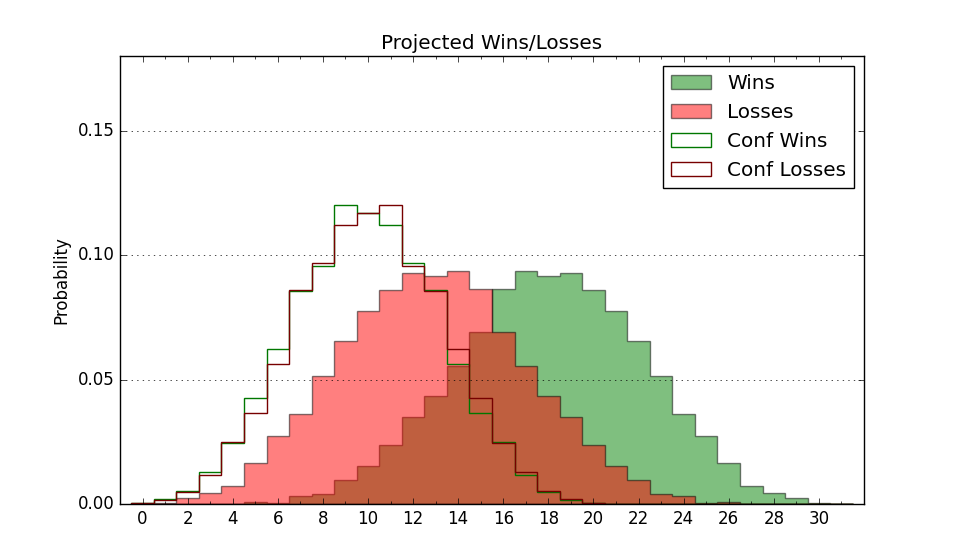 Projected Wins/Losses
Wins
Losses
Conf Wins
Conf Losses
Probability
0.15
0.10
0.05
0.00
0 2 4 6 8 10 12 14 16 18 20 22 24 26 28 30